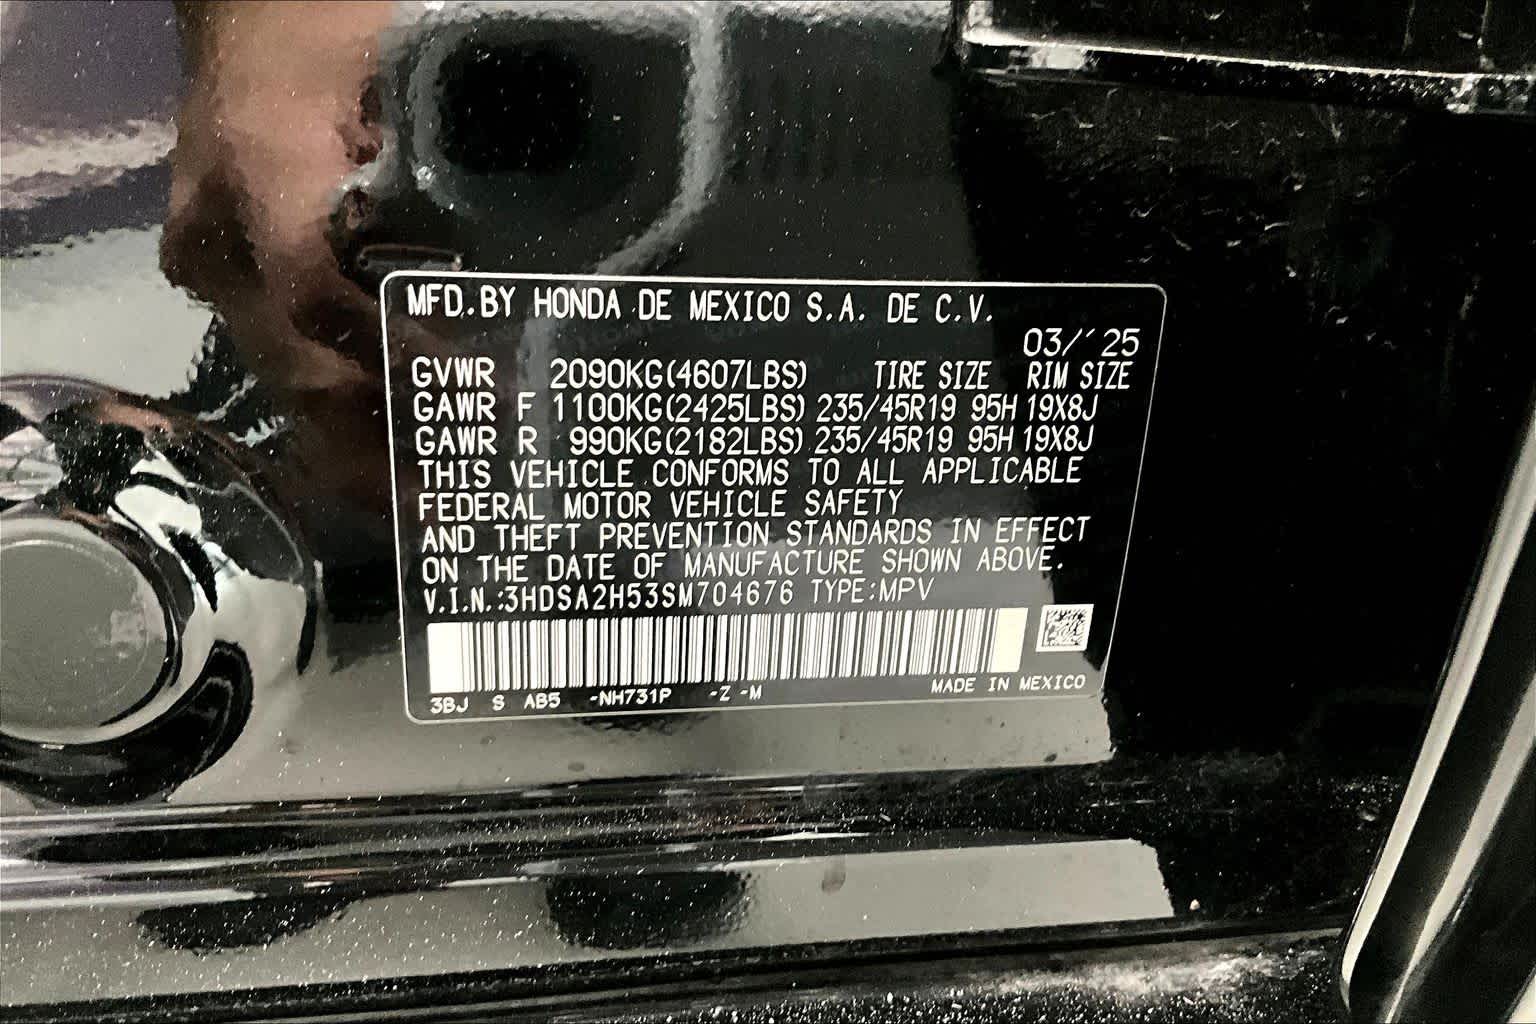 MFD.BY HONDA DE MEXICO S.A. DE C.V.
03/'25
GVWR 2090KG(4607LBS) TIRE SIZE RIM SIZE
GAWR F 1100KG(2425LBS) 235/45R19 95H 19X8J
GAWR R 990KG(2182LBS) 235/45R19 95H 19X8J
THIS VEHICLE CONFORMS TO ALL APPLICABLE
FEDERAL MOTOR VEHICLE SAFETY
AND THEFT PREVENTION STANDARDS IN EFFECT
ON THE DATE OF MANUFACTURE SHOWN ABOVE.
V.I.N.:3HDSA2H53SM704676 TYPE:MPV
3BJ S AB5 -NH731P -Z -M MADE IN MEXICO